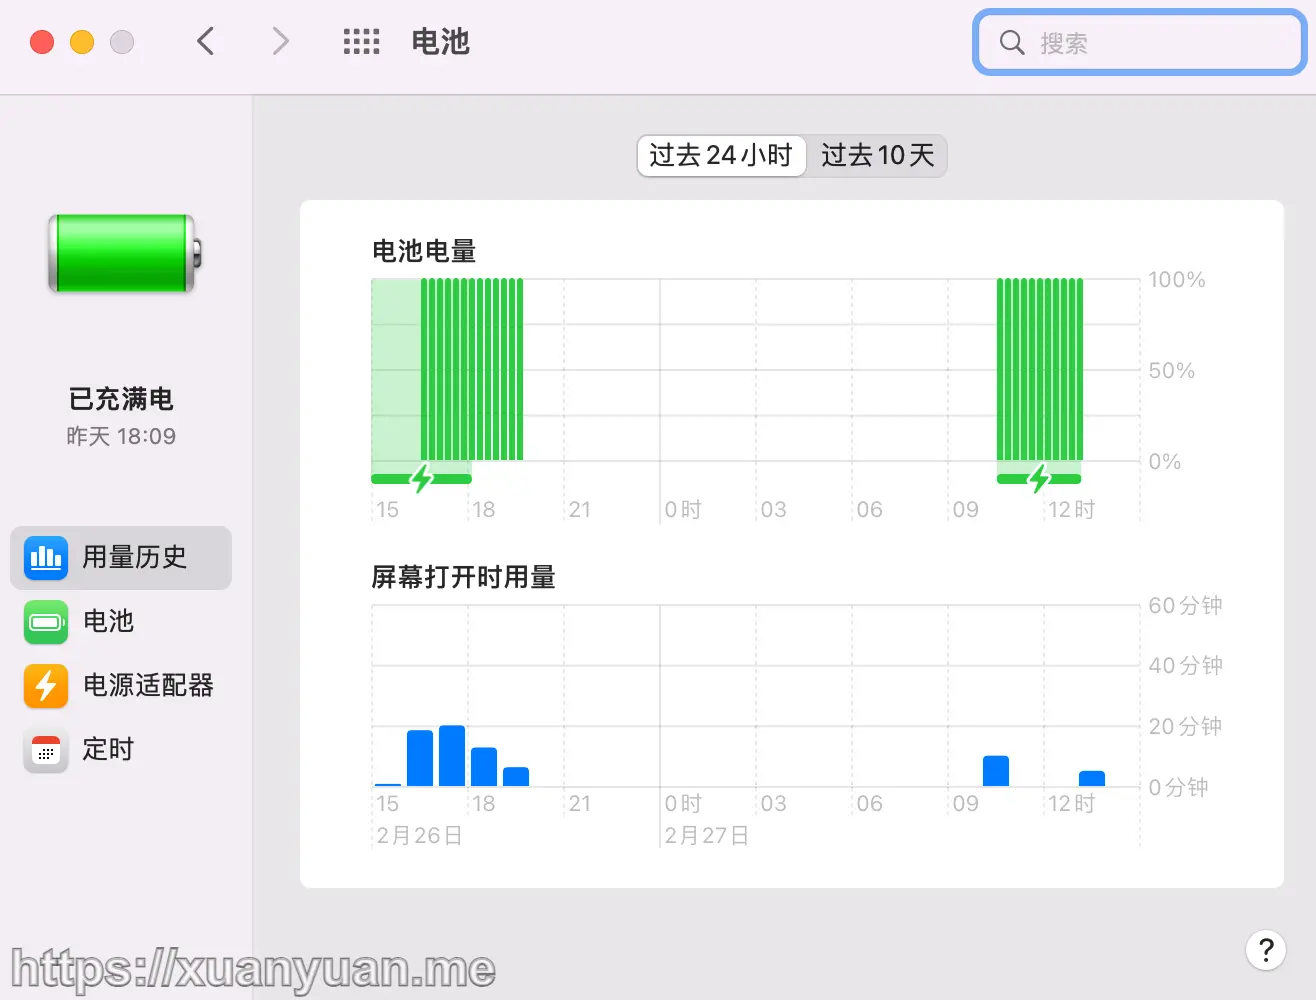 电池
搜索
过去24小时
过去10天
已充满电
昨天 18:09
用量历史
电池
电源适配器
定时
电池电量
100%
50%
0%
15 18 21 0时 03 06 09 12时
屏幕打开时用量
60分钟
40分钟
20分钟
0分钟
15 18 21 0时 03 06 09 12时
2月26日 2月27日
?
https://xuanyuan.me